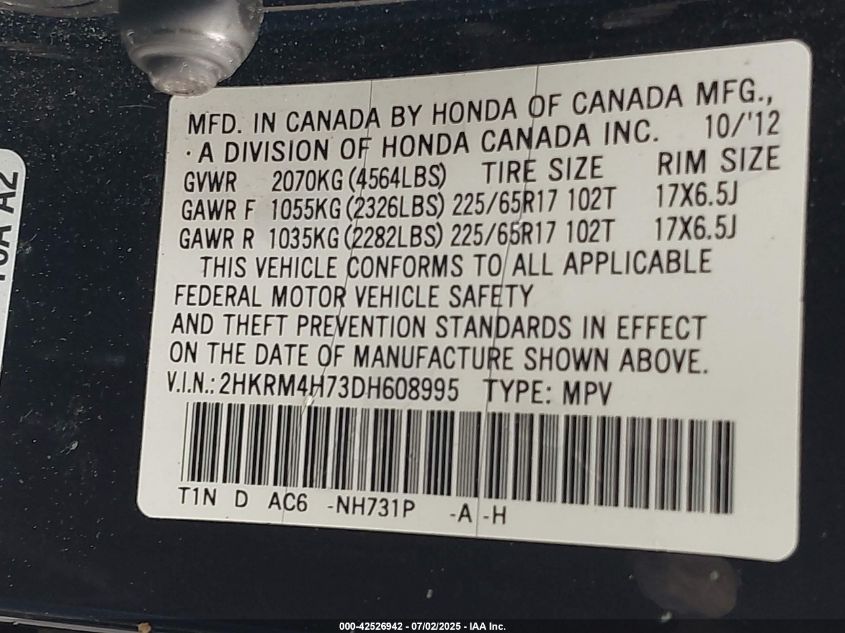 MFD. IN CANADA BY HONDA OF CANADA MFG.,
· A DIVISION OF HONDA CANADA INC. 10/'12
GVWR 2070KG (4564LBS) TIRE SIZE RIM SIZE
GAWR F 1055KG (2326LBS) 225/65R17 102T 17X6.5J
GAWR R 1035KG (2282LBS) 225/65R17 102T 17X6.5J
THIS VEHICLE CONFORMS TO ALL APPLICABLE
FEDERAL MOTOR VEHICLE SAFETY
AND THEFT PREVENTION STANDARDS IN EFFECT
ON THE DATE OF MANUFACTURE SHOWN ABOVE.
V.I.N.: 2HKRM4H73DH608995 TYPE: MPV
T1N D AC6 -NH731P -A -H
A2
000-42526942 - 07/02/2025 - IAA Inc.